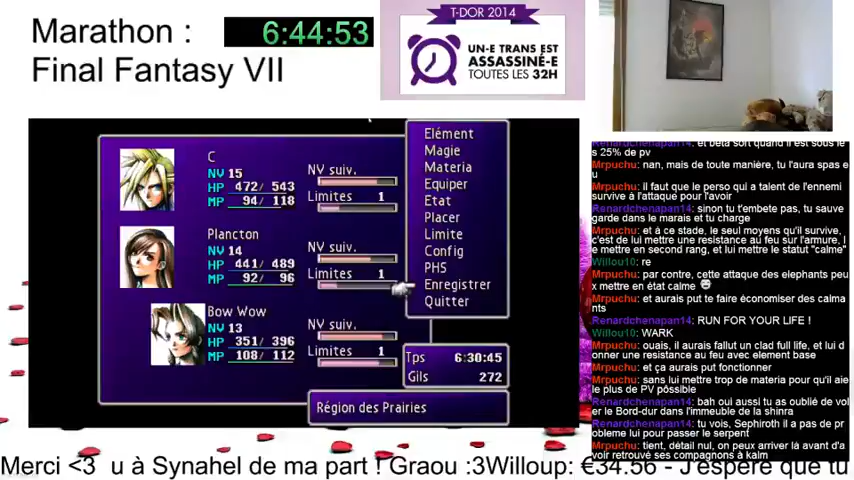 Marathon :
6:44:53
Final Fantasy VII
T-DOR 2014
UN-E TRANS EST
ASSASSINÉ-E
TOUTES LES 32H
C
NV 15
HP 472/ 543
MP 94/ 118
NV suiv.
Limites 1
Plancton
NV 14
HP 441/ 489
MP 92/ 96
NV suiv.
Limites 1
Bow Wow
NV 13
HP 351/ 396
MP 108/ 112
NV suiv.
Limites 1
Elément
Magie
Materia
Equiper
Etat
Placer
Limite
Config
PHS
Enregistrer
Quitter
Tps 6:30:45
Gils 272
Région des Prairies
Renardchenapan14: et beta sort quand il est sous le
s 25% de pv
Mrpuchu: nan, mais de toute manière, tu l'aura spas e
u
Mrpuchu: il faut que le perso qui a talent de l'ennemi
survive à l'attaque pour l'avoir
Renardchenapan14: sinon tu t'embete pas, tu sauve
garde dans le marais et tu charge
Mrpuchu: et à ce stade, le seul moyens qu'il survive,
c'est de lui mettre une resistance au feu sur l'armure, l
e mettre en second rang, et lui mettre le statut "calme"
Willou10: re
Mrpuchu: par contre, cette attaque des elephants peu
x mettre en état calme
Mrpuchu: et aurais put te faire économiser des calma
nts
Renardchenapan14: RUN FOR YOUR LIFE !
Willou10: WARK
Mrpuchu: ouais, il aurais fallut un clad full life, et lui d
onner une resistance au feu avec element base
Mrpuchu: et ça aurais put fonctionner
Mrpuchu: sans lui mettre trop de materia pour qu'il aie
le plus de PV possible
Renardchenapan14: bah oui aussi tu as oublié de vol
er le Bord-dur dans l'immeuble de la shinra
Renardchenapan14: tu vois, Sephiroth il a pas de pr
obleme lui pour passer le serpent
Mrpuchu: tient, détail nul, on peux arriver là avant d'a
voir retrouvé ses compagnons à kalm
Merci <3 u à Synahel de ma part ! Graou :3Willoup: €34.56 - J'espère que tu